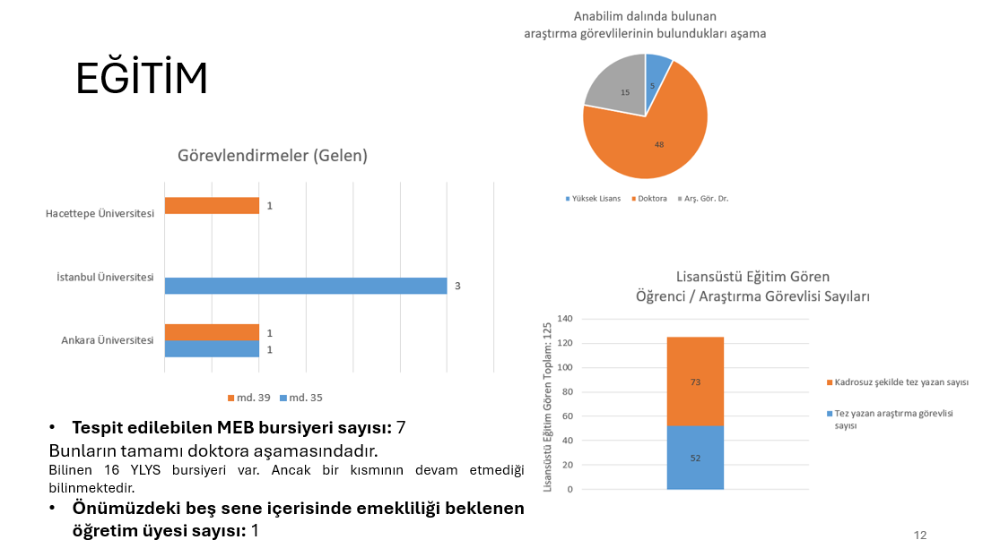 EĞİTİM
Anabilim dalında bulunan
araştırma görevlilerinin bulundukları aşama
5
15
48
Yüksek Lisans Doktora Arş. Gör. Dr.
Görevlendirmeler (Gelen)
Hacettepe Üniversitesi
1
İstanbul Üniversitesi
3
Ankara Üniversitesi
1
1
md. 39 md. 35
• Tespit edilebilen MEB bursiyeri sayısı: 7
Bunların tamamı doktora aşamasındadır.
Bilinen 16 YLYS bursiyeri var. Ancak bir kısmının devam etmediği
bilinmektedir.
• Önümüzdeki beş sene içerisinde emekliliği beklenen
öğretim üyesi sayısı: 1
Lisansüstü Eğitim Gören
Öğrenci / Araştırma Görevlisi Sayıları
Lisansüstü Eğitim Gören Toplam: 125
140
120
100
80
60
40
20
0
73
52
Kadrosuz şekilde tez yazan sayısı
Tez yazan araştırma görevlisi
sayısı
12